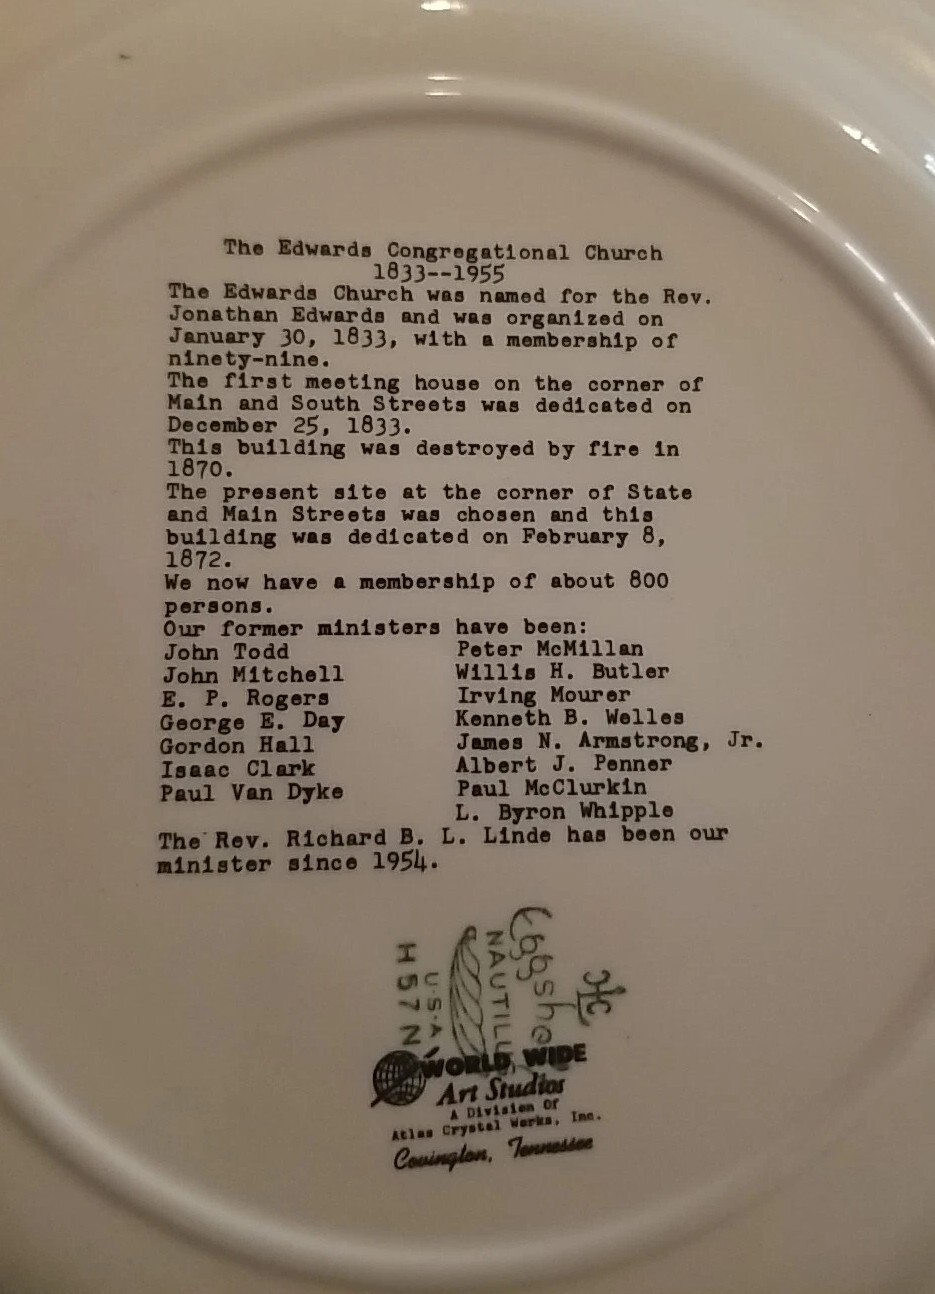 The Edwards Congregational Church
1833--1955
The Edwards Church was named for the Rev.
Jonathan Edwards and was organized on
January 30, 1833, with a membership of
ninety-nine.
The first meeting house on the corner of
Main and South Streets was dedicated on
December 25, 1833.
This building was destroyed by fire in
1870.
The present site at the corner of State
and Main Streets was chosen and this
building was dedicated on February 8,
1872.
We now have a membership of about 800
persons.
Our former ministers have been:
John Todd Peter McMillan
John Mitchell Willis H. Butler
E. P. Rogers Irving Mourer
George E. Day Kenneth B. Welles
Gordon Hall James N. Armstrong, Jr.
Isaac Clark Albert J. Penner
Paul Van Dyke Paul McClurkin
L. Byron Whipple
The Rev. Richard B. L. Linde has been our
minister since 1954.
U·S·A
H 57 N
WORLD WIDE
Art Studios
A Division Of
Atlas Crystal Works, Inc.
Covington, Tennessee